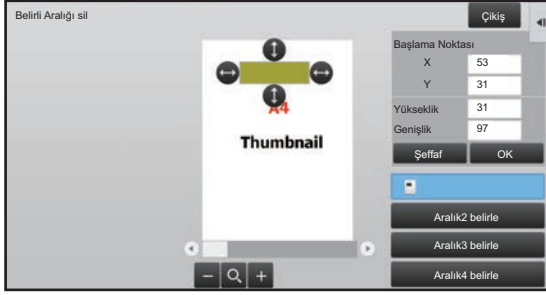 Belirli Aralığı sil
Çıkış
Başlama Noktası
X 53
Y 31
Yükseklik 31
Genişlik 97
Şeffaf OK
A4
Thumbnail
Aralık2 belirle
Aralık3 belirle
Aralık4 belirle